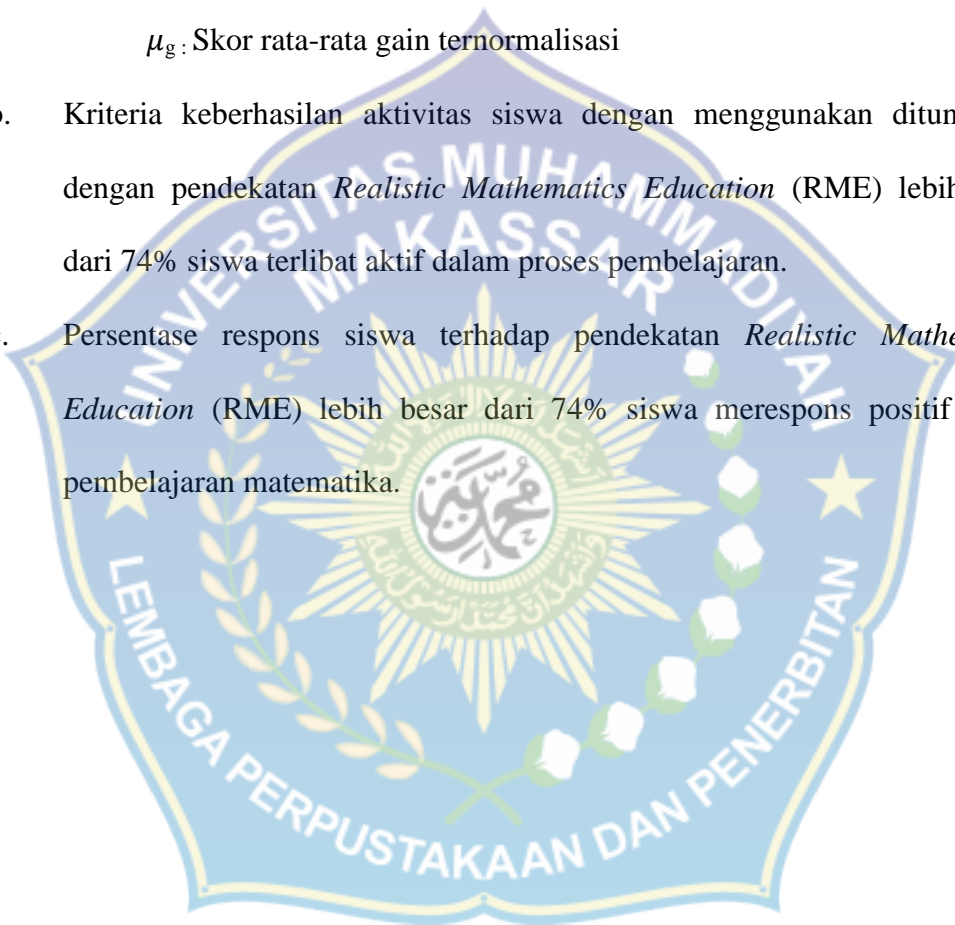 μg : Skor rata-rata gain ternormalisasi
Kriteria keberhasilan aktivitas siswa dengan menggunakan
dengan pendekatan Realistic Mathematics Education (RME) lebih
dari 74% siswa terlibat aktif dalam proses pembelajaran.
Persentase respons siswa terhadap pendekatan Realistic
Education (RME) lebih besar dari 74% siswa merespons positif
pembelajaran matematika.
UNIVERSITAS MUHAMMADIYAH
MAKASSAR
LEMBAGA PERPUSTAKAAN DAN PENERBITAN